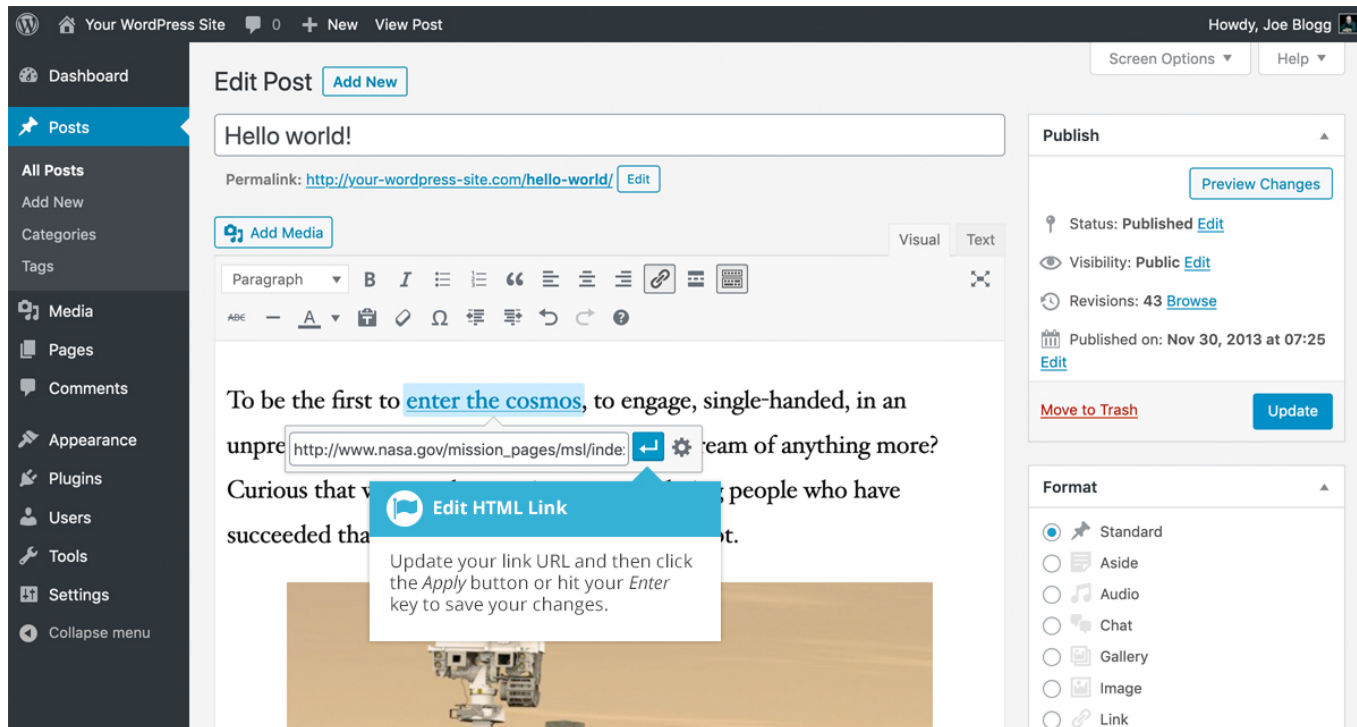 Your WordPress Site 0 New View Post Howdy, Joe Blogg
Screen Options Help
Dashboard
Posts
All Posts
Add New
Categories
Tags
Media
Pages
Comments
Appearance
Plugins
Users
Tools
Settings
Collapse menu
Edit Post Add New
Hello world!
Permalink: http://your-wordpress-site.com/hello-world/ Edit
Add Media
Visual Text
Paragraph B I
ABC A Ω
To be the first to enter the cosmos, to engage, single-handed, in an
unpre http://www.nasa.gov/mission_pages/msl/inde: ream of anything more?
Curious that people who have
succeeded tha
Edit HTML Link
Update your link URL and then click
the Apply button or hit your Enter
key to save your changes.
Publish
Preview Changes
Status: Published Edit
Visibility: Public Edit
Revisions: 43 Browse
Published on: Nov 30, 2013 at 07:25
Edit
Move to Trash Update
Format
Standard
Aside
Audio
Chat
Gallery
Image
Link